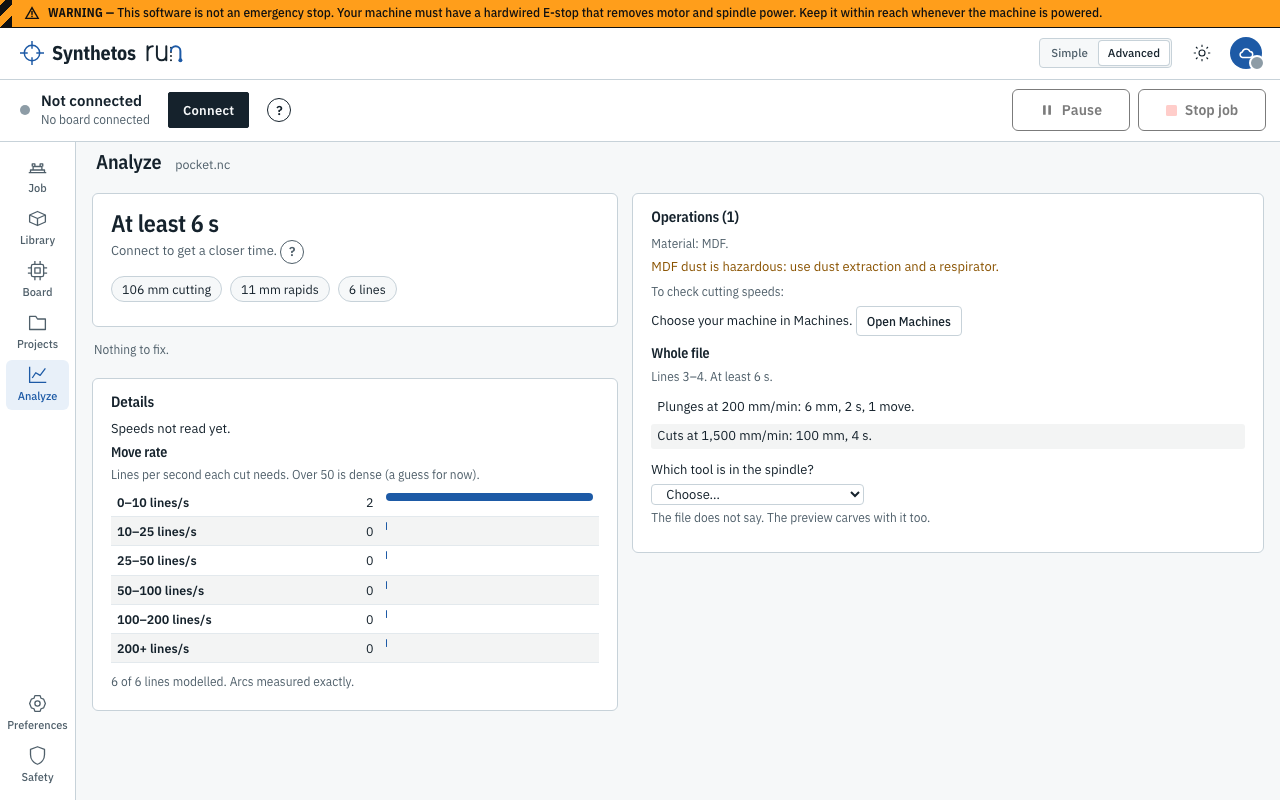 WARNING — This software is not an emergency stop. Your machine must have a hardwired E-stop that removes motor and spindle power. Keep it within reach whenever the machine is powered.
Synthetos run
Simple
Advanced
Not connected
No board connected
Connect
?
Pause
Stop job
Job
Library
Board
Projects
Analyze
Preferences
Safety
Analyze pocket.nc
At least 6 s
Connect to get a closer time. ?
106 mm cutting
11 mm rapids
6 lines
Nothing to fix.
Details
Speeds not read yet.
Move rate
Lines per second each cut needs. Over 50 is dense (a guess for now).
0–10 lines/s 2
10–25 lines/s 0
25–50 lines/s 0
50–100 lines/s 0
100–200 lines/s 0
200+ lines/s 0
6 of 6 lines modelled. Arcs measured exactly.
Operations (1)
Material: MDF.
MDF dust is hazardous: use dust extraction and a respirator.
To check cutting speeds:
Choose your machine in Machines. Open Machines
Whole file
Lines 3–4. At least 6 s.
Plunges at 200 mm/min: 6 mm, 2 s, 1 move.
Cuts at 1,500 mm/min: 100 mm, 4 s.
Which tool is in the spindle?
Choose...
The file does not say. The preview carves with it too.